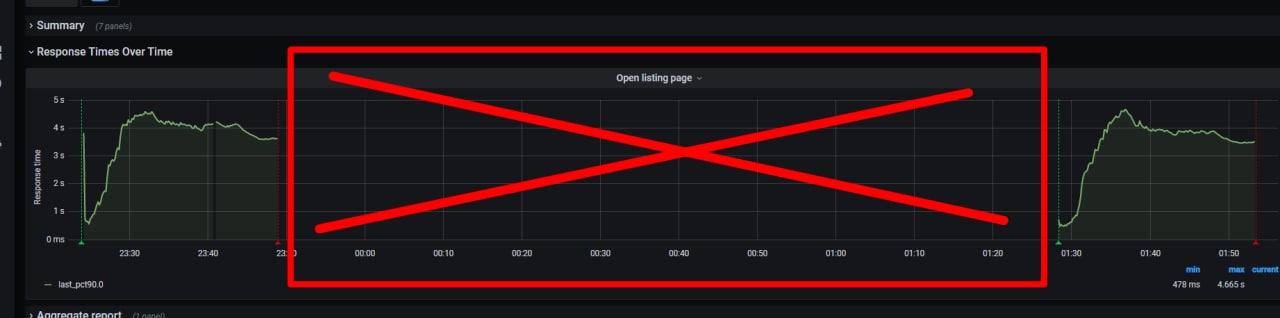 Summary (7 panels)
Response Times Over Time
Open listing page
5 s
4 s
3 s
2 s
1 s
0 ms
Response time
23:30 23:40 00:00 00:10 00:20 00:30 00:40 00:50 01:00 01:10 01:20 01:30 01:40 01:50
min max current
last_pct90.0 478 ms 4.665 s
Aggregate report (1 panel)